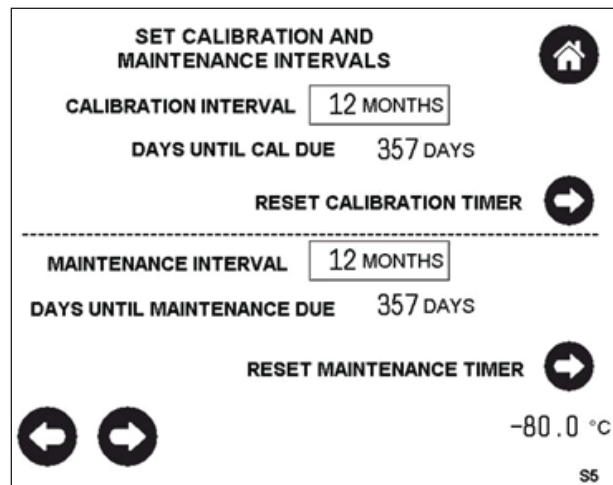 SET CALIBRATION AND
MAINTENANCE INTERVALS
CALIBRATION INTERVAL 12 MONTHS
DAYS UNTIL CAL DUE 357 DAYS
RESET CALIBRATION TIMER
MAINTENANCE INTERVAL 12 MONTHS
DAYS UNTIL MAINTENANCE DUE 357 DAYS
RESET MAINTENANCE TIMER
-80.0 °C
S5